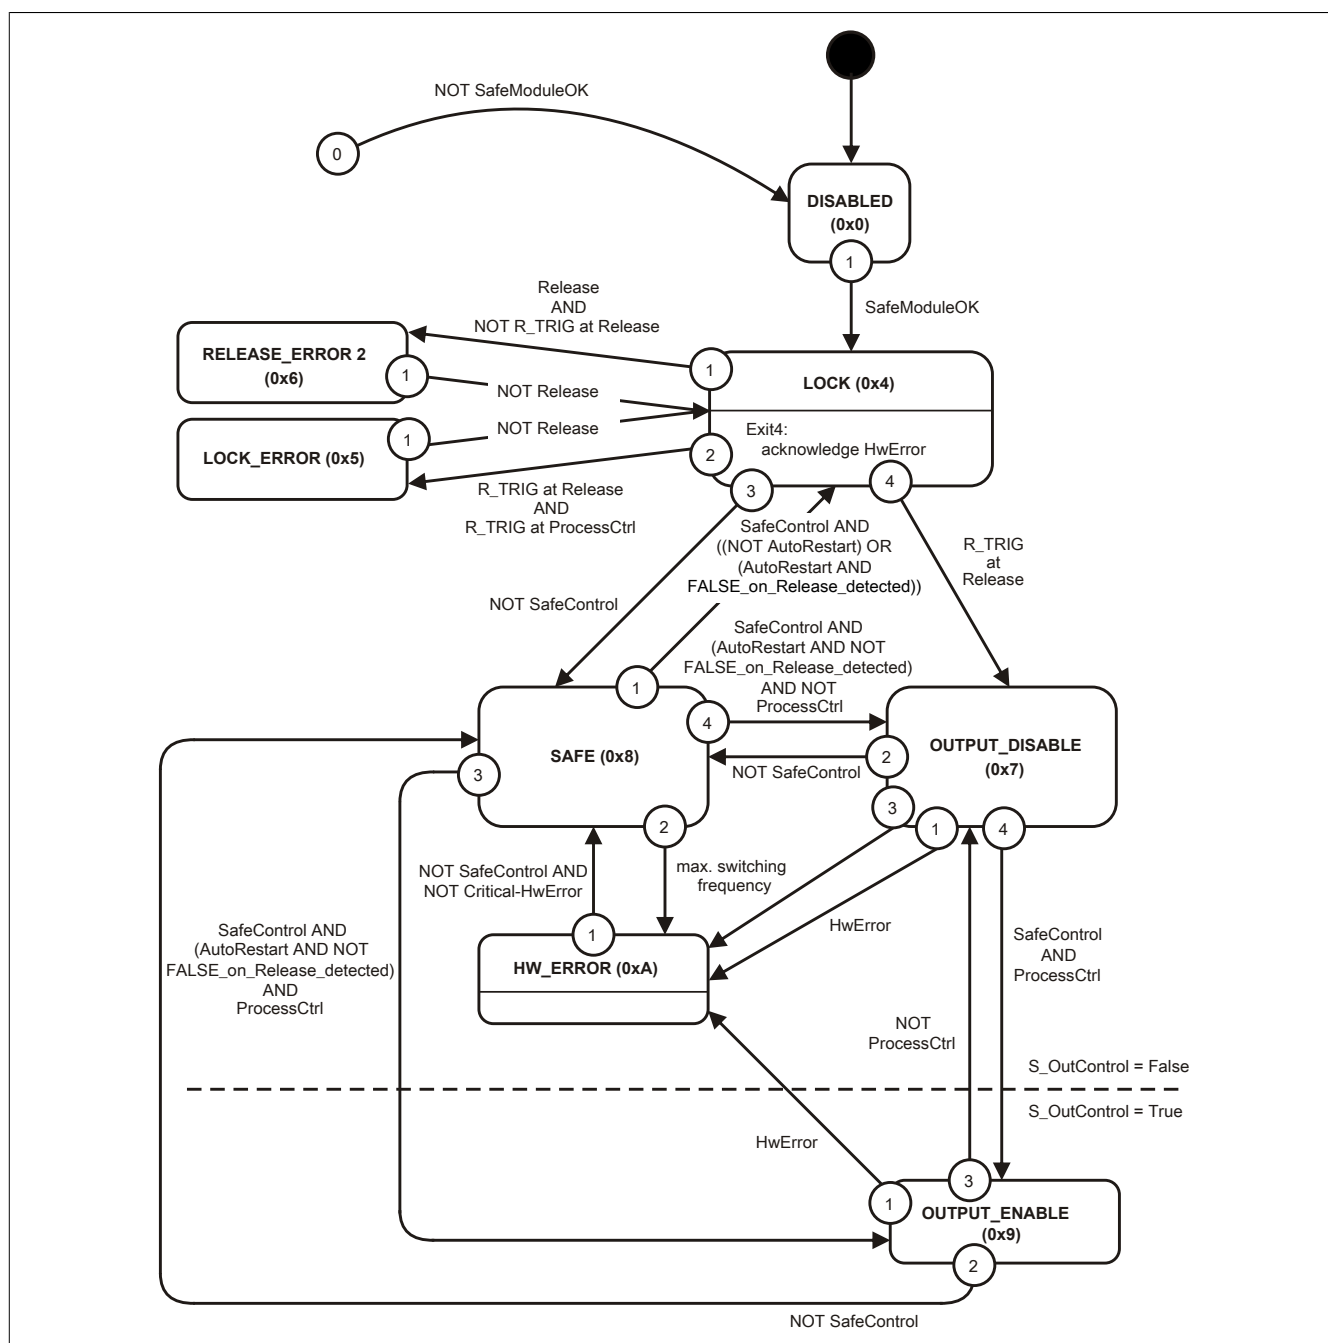 NOT SafeModuleOK
0
DISABLED
(0x0)
1
SafeModuleOK
Release
AND
NOT R_TRIG at Release
RELEASE_ERROR 2
(0x6)
1
NOT Release
1
LOCK (0x4)
LOCK_ERROR (0x5)
1
NOT Release
Exit4:
acknowledge HwError
2
3
4
R_TRIG at Release
AND
R_TRIG at ProcessCtrl
SafeControl AND
((NOT AutoRestart) OR
(AutoRestart AND
FALSE_on_Release_detected))
R_TRIG
at
Release
NOT SafeControl
SafeControl AND
(AutoRestart AND NOT
FALSE_on_Release_detected)
AND NOT
ProcessCtrl
1
4
SAFE (0x8)
3
2
OUTPUT_DISABLE
(0x7)
2
NOT SafeControl
3
1
4
NOT SafeControl AND
NOT Critical-HwError
max. switching
frequency
1
HW_ERROR (0xA)
HwError
SafeControl AND
(AutoRestart AND NOT
FALSE_on_Release_detected)
AND
ProcessCtrl
SafeControl
AND
ProcessCtrl
NOT
ProcessCtrl
S_OutControl = False
S_OutControl = True
HwError
3
1
OUTPUT_ENABLE
(0x9)
2
NOT SafeControl